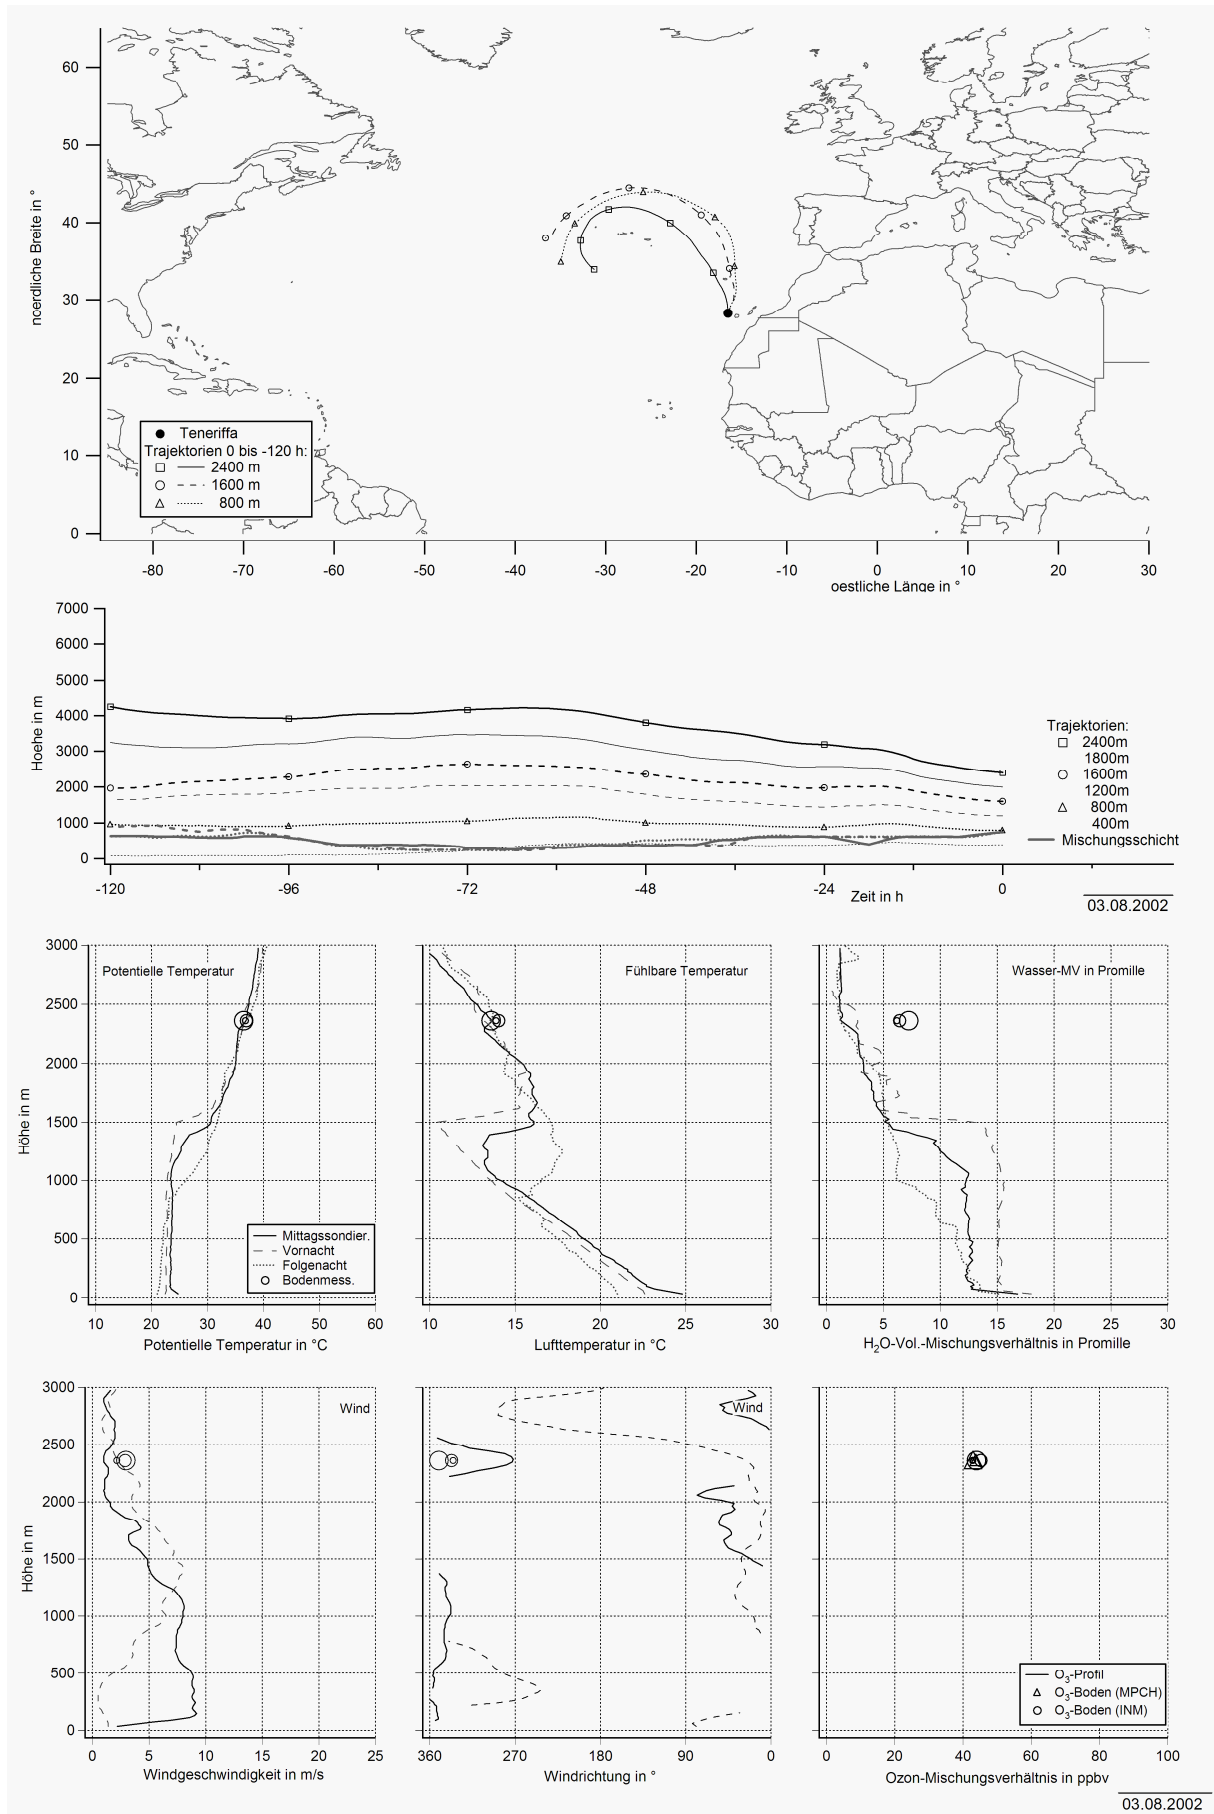 60
50
40
30
20
10
0
noerdliche Breite in °
Teneriffa
Trajektorien 0 bis -120 h:
2400 m
1600 m
800 m
-80 -70 -60 -50 -40 -30 -20 -10 0 10 20 30
oestliche Länge in °
7000
6000
5000
4000
3000
2000
1000
0
Hoehe in m
Trajektorien:
2400m
1800m
1600m
1200m
800m
400m
Mischungsschicht
-120 -96 -72 -48 -24 0
Zeit in h
03.08.2002
3000
2500
2000
1500
1000
500
0
Höhe in m
Potentielle Temperatur
Mittagssondier.
Vornacht
Folgenacht
Bodenmess.
10 20 30 40 50 60
Potentielle Temperatur in °C
Fühlbare Temperatur
10 15 20 25 30
Lufttemperatur in °C
Wasser-MV in Promille
0 5 10 15 20 25 30
H2O-Vol.-Mischungsverhältnis in Promille
3000
2500
2000
1500
1000
500
0
Höhe in m
Wind
0 5 10 15 20 25
Windgeschwindigkeit in m/s
Wind
360 270 180 90 0
Windrichtung in °
O3-Profil
O3-Boden (MPCH)
O3-Boden (INM)
0 20 40 60 80 100
Ozon-Mischungsverhältnis in ppbv
03.08.2002